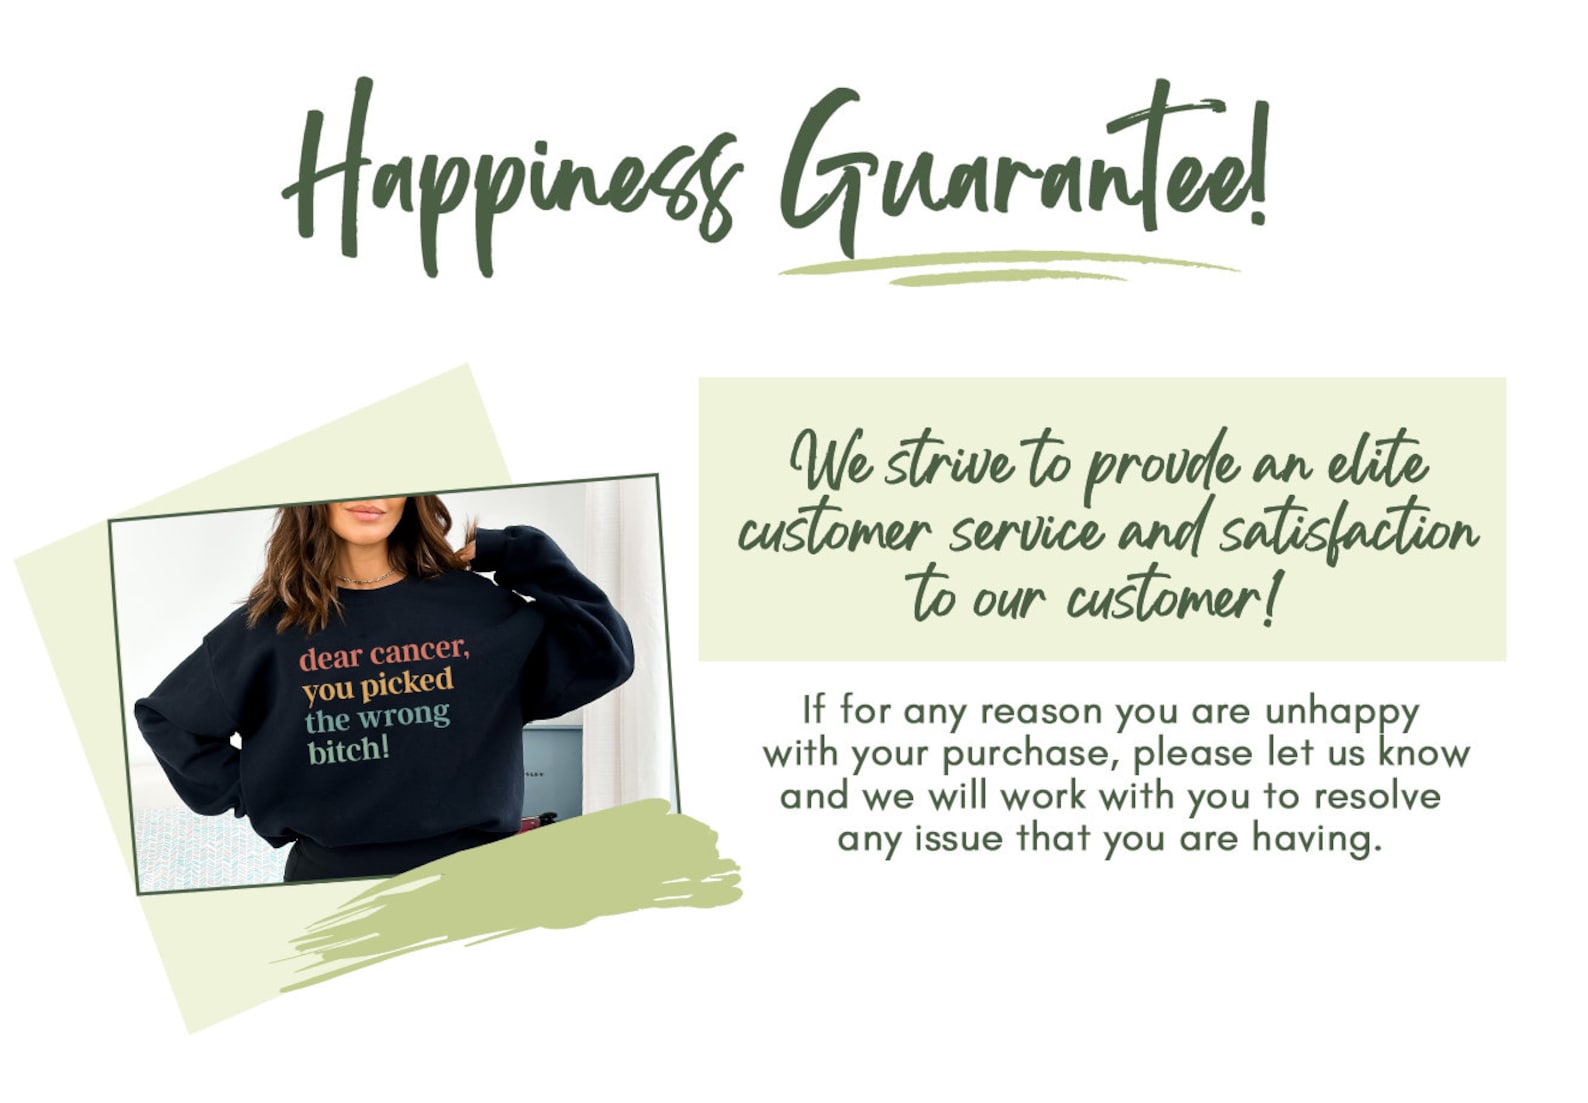 Happiness Guarantee!
We strive to provde an elite
customer service and satisfaction
to our customer!
dear cancer,
you picked
the wrong
bitch!
If for any reason you are unhappy
with your purchase, please let us know
and we will work with you to resolve
any issue that you are having.